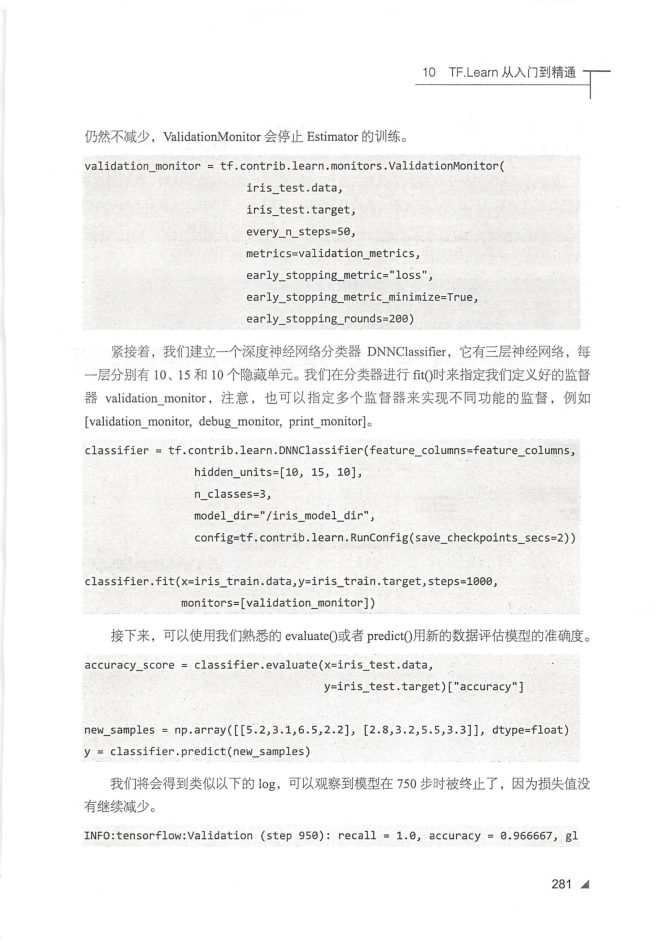 10 TF.Learn 从入门到精通
仍然不减少，ValidationMonitor 会停止 Estimator 的训练。
validation_monitor = tf.contrib.learn.monitors.ValidationMonitor(
iris_test.data,
iris_test.target,
every_n_steps=50,
metrics=validation_metrics,
early_stopping_metric="loss",
early_stopping_metric_minimize=True,
early_stopping_rounds=200)
紧接着，我们建立一个深度神经网络分类器 DNNClassifier，它有三层神经网络，每
一层分别有 10、15 和 10 个隐藏单元。我们在分类器进行 fit()时来指定我们定义好的监督
器 validation_monitor，注意，也可以指定多个监督器来实现不同功能的监督，例如
[validation_monitor, debug_monitor, print_monitor]。
classifier = tf.contrib.learn.DNNClassifier(feature_columns=feature_columns,
hidden_units=[10, 15, 10],
n_classes=3,
model_dir="/iris_model_dir",
config=tf.contrib.learn.RunConfig(save_checkpoints_secs=2))
classifier.fit(x=iris_train.data,y=iris_train.target,steps=1000,
monitors=[validation_monitor])
接下来，可以使用我们熟悉的 evaluate()或者 predict()用新的数据评估模型的准确度。
accuracy_score = classifier.evaluate(x=iris_test.data,
y=iris_test.target)["accuracy"]
new_samples = np.array([[5.2,3.1,6.5,2.2], [2.8,3.2,5.5,3.3]], dtype=float)
y = classifier.predict(new_samples)
我们将会得到类似以下的 log，可以观察到模型在 750 步时被终止了，因为损失值没
有继续减少。
INFO:tensorflow:Validation (step 950): recall = 1.0, accuracy = 0.966667, gl
281